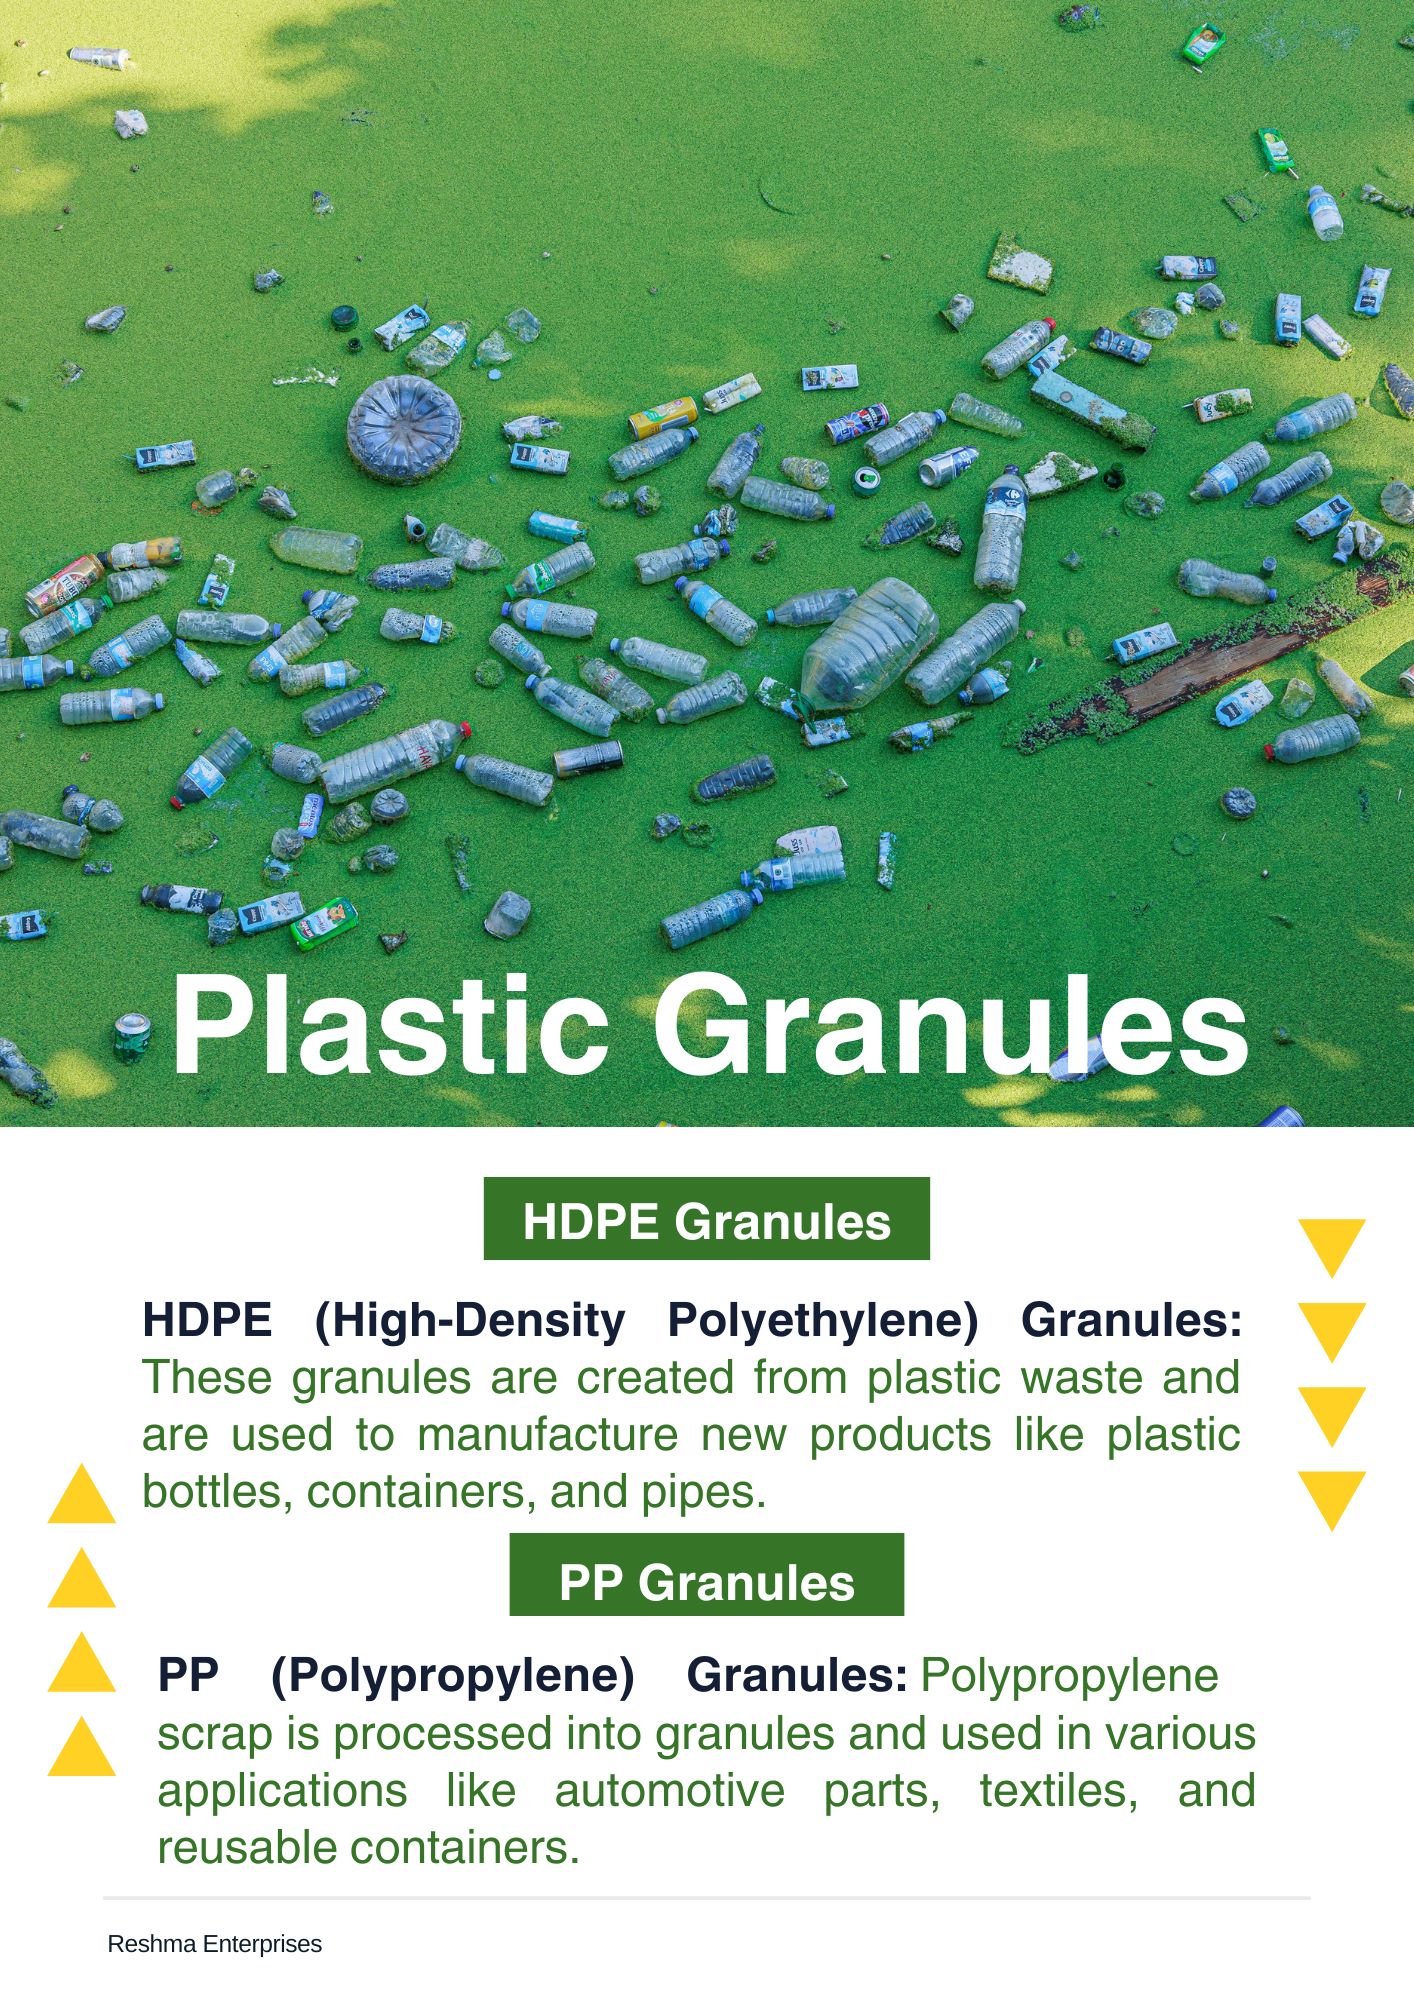 Plastic Granules
HDPE Granules
HDPE (High-Density Polyethylene) Granules:
These granules are created from plastic waste and
are used to manufacture new products like plastic
bottles, containers, and pipes.
PP Granules
PP (Polypropylene) Granules: Polypropylene
scrap is processed into granules and used in various
applications like automotive parts, textiles, and
reusable containers.
Reshma Enterprises